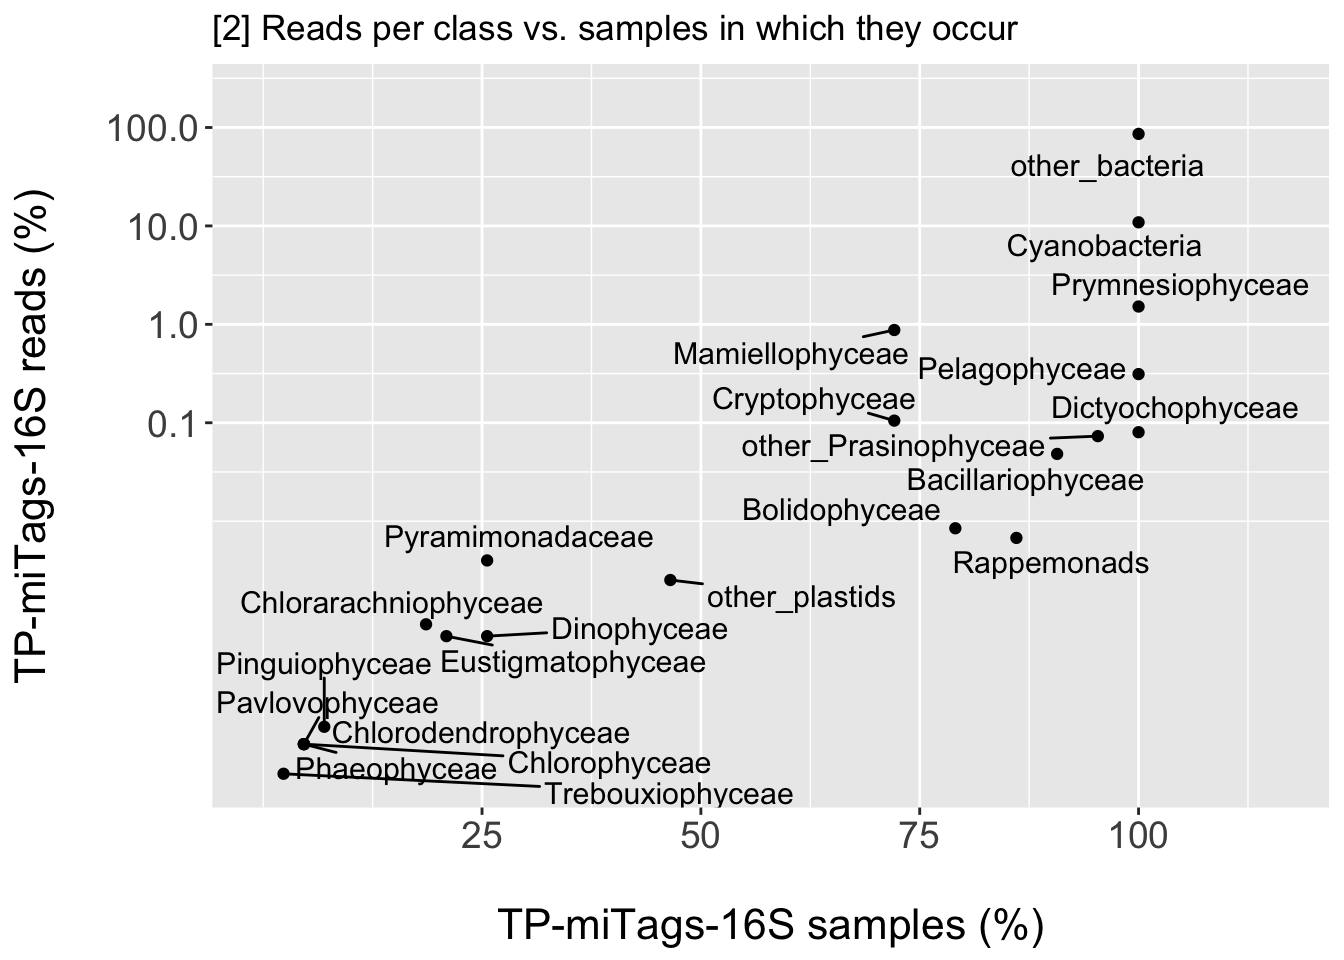 [2] Reads per class vs. samples in which they occur
100.0
other_bacteria
10.0
Cyanobacteria
Prymnesiophyceae
1.0
Mamiellophyceae
Pelagophyceae
Cryptophyceae
Dictyochophyceae
0.1
other_Prasinophyceae
Bacillariophyceae
Bolidophyceae
Pyramimonadaceae
Rappemonads
other_plastids
Chlorarachniophyceae
Dinophyceae
Eustigmatophyceae
Pinguiophyceae
Pavlovophyceae
Chlorodendrophyceae
Chlorophyceae
Phaeophyceae
Trebouxiophyceae
25 50 75 100
TP-miTags-16S samples (%)
TP-miTags-16S reads (%)